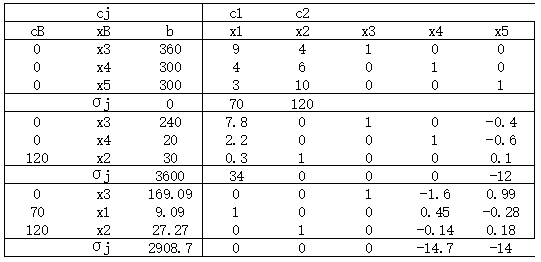 cj c1 c2
cB xB b x1 x2 x3 x4 x5
0 x3 360 9 4 1 0 0
0 x4 300 4 6 0 1 0
0 x5 300 3 10 0 0 1
σj 0 70 120
0 x3 240 7.8 0 1 0 -0.4
0 x4 20 2.2 0 0 1 -0.6
120 x2 30 0.3 1 0 0 0.1
σj 3600 34 0 0 0 -12
0 x3 169.09 0 0 1 -1.6 0.99
70 x1 9.09 1 0 0 0.45 -0.28
120 x2 27.27 0 1 0 -0.14 0.18
σj 2908.7 0 0 0 -14.7 -14